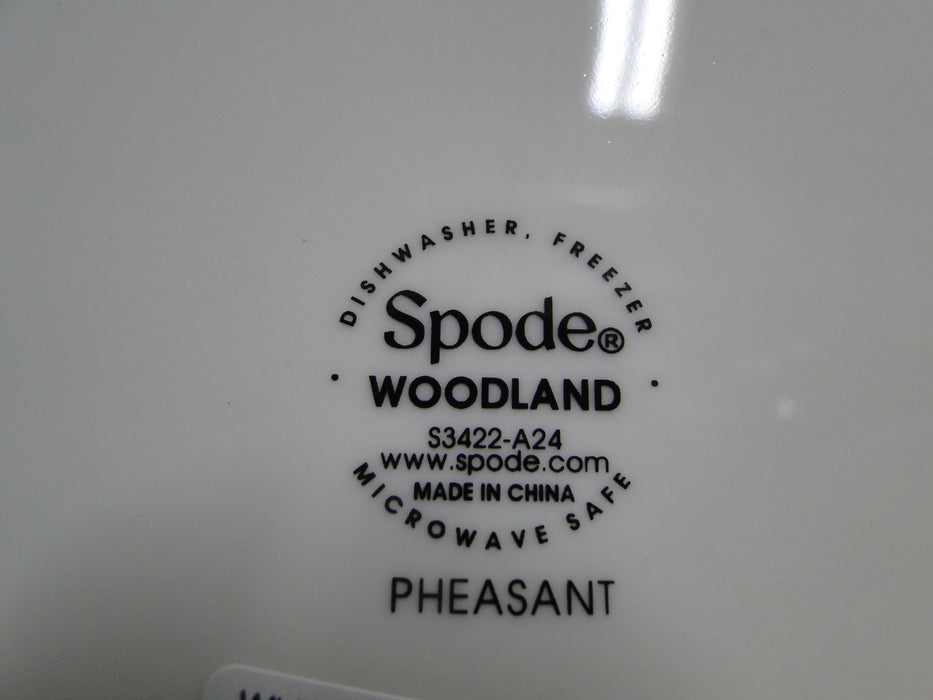 DISHWASHER, FREEZER
Spode®
• WOODLAND •
S3422-A24
www.spode.com
MADE IN CHINA
MICROWAVE SAFE
PHEASANT